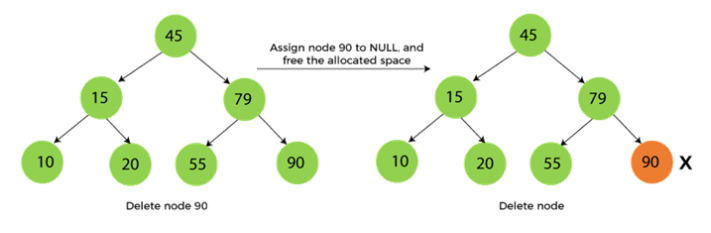 45
15
79
10
20
55
90
Delete node 90
Assign node 90 to NULL, and
free the allocated space
45
15
79
10
20
55
90 X
Delete node